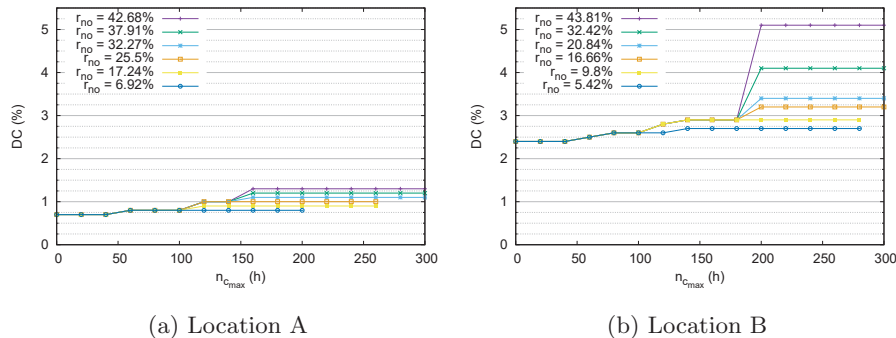 r_no = 42.68%
r_no = 37.91%
r_no = 32.27%
r_no = 25.5%
r_no = 17.24%
r_no = 6.92%
DC (%)
5
4
3
2
1
0
0 50 100 150 200 250 300
n_c_max (h)
(a) Location A
r_no = 43.81%
r_no = 32.42%
r_no = 20.84%
r_no = 16.66%
r_no = 9.8%
r_no = 5.42%
DC (%)
5
4
3
2
1
0
0 50 100 150 200 250 300
n_c_max (h)
(b) Location B